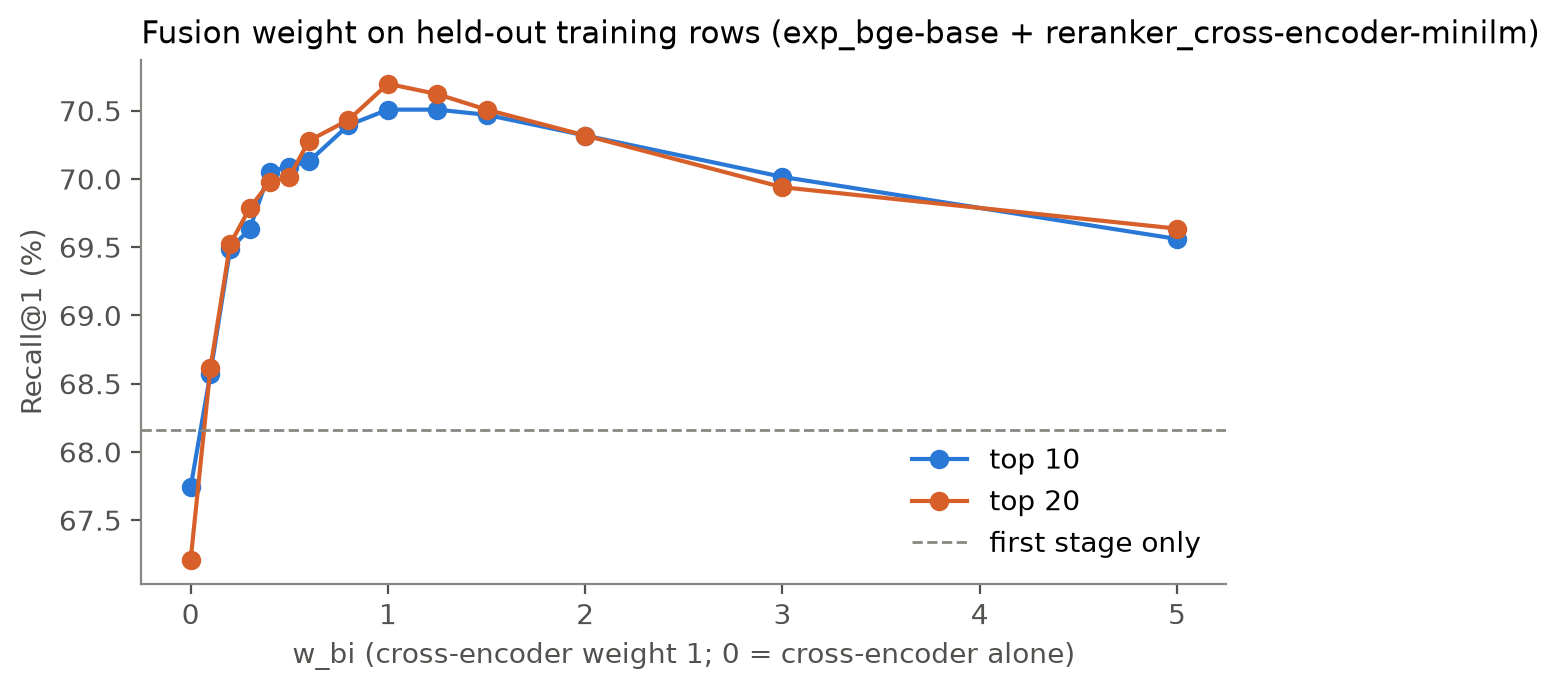 Fusion weight on held-out training rows (exp_bge-base + reranker_cross-encoder-minilm)
Recall@1 (%)
70.5
70.0
69.5
69.0
68.5
68.0
67.5
top 10
top 20
first stage only
0 1 2 3 4 5
w_bi (cross-encoder weight 1; 0 = cross-encoder alone)